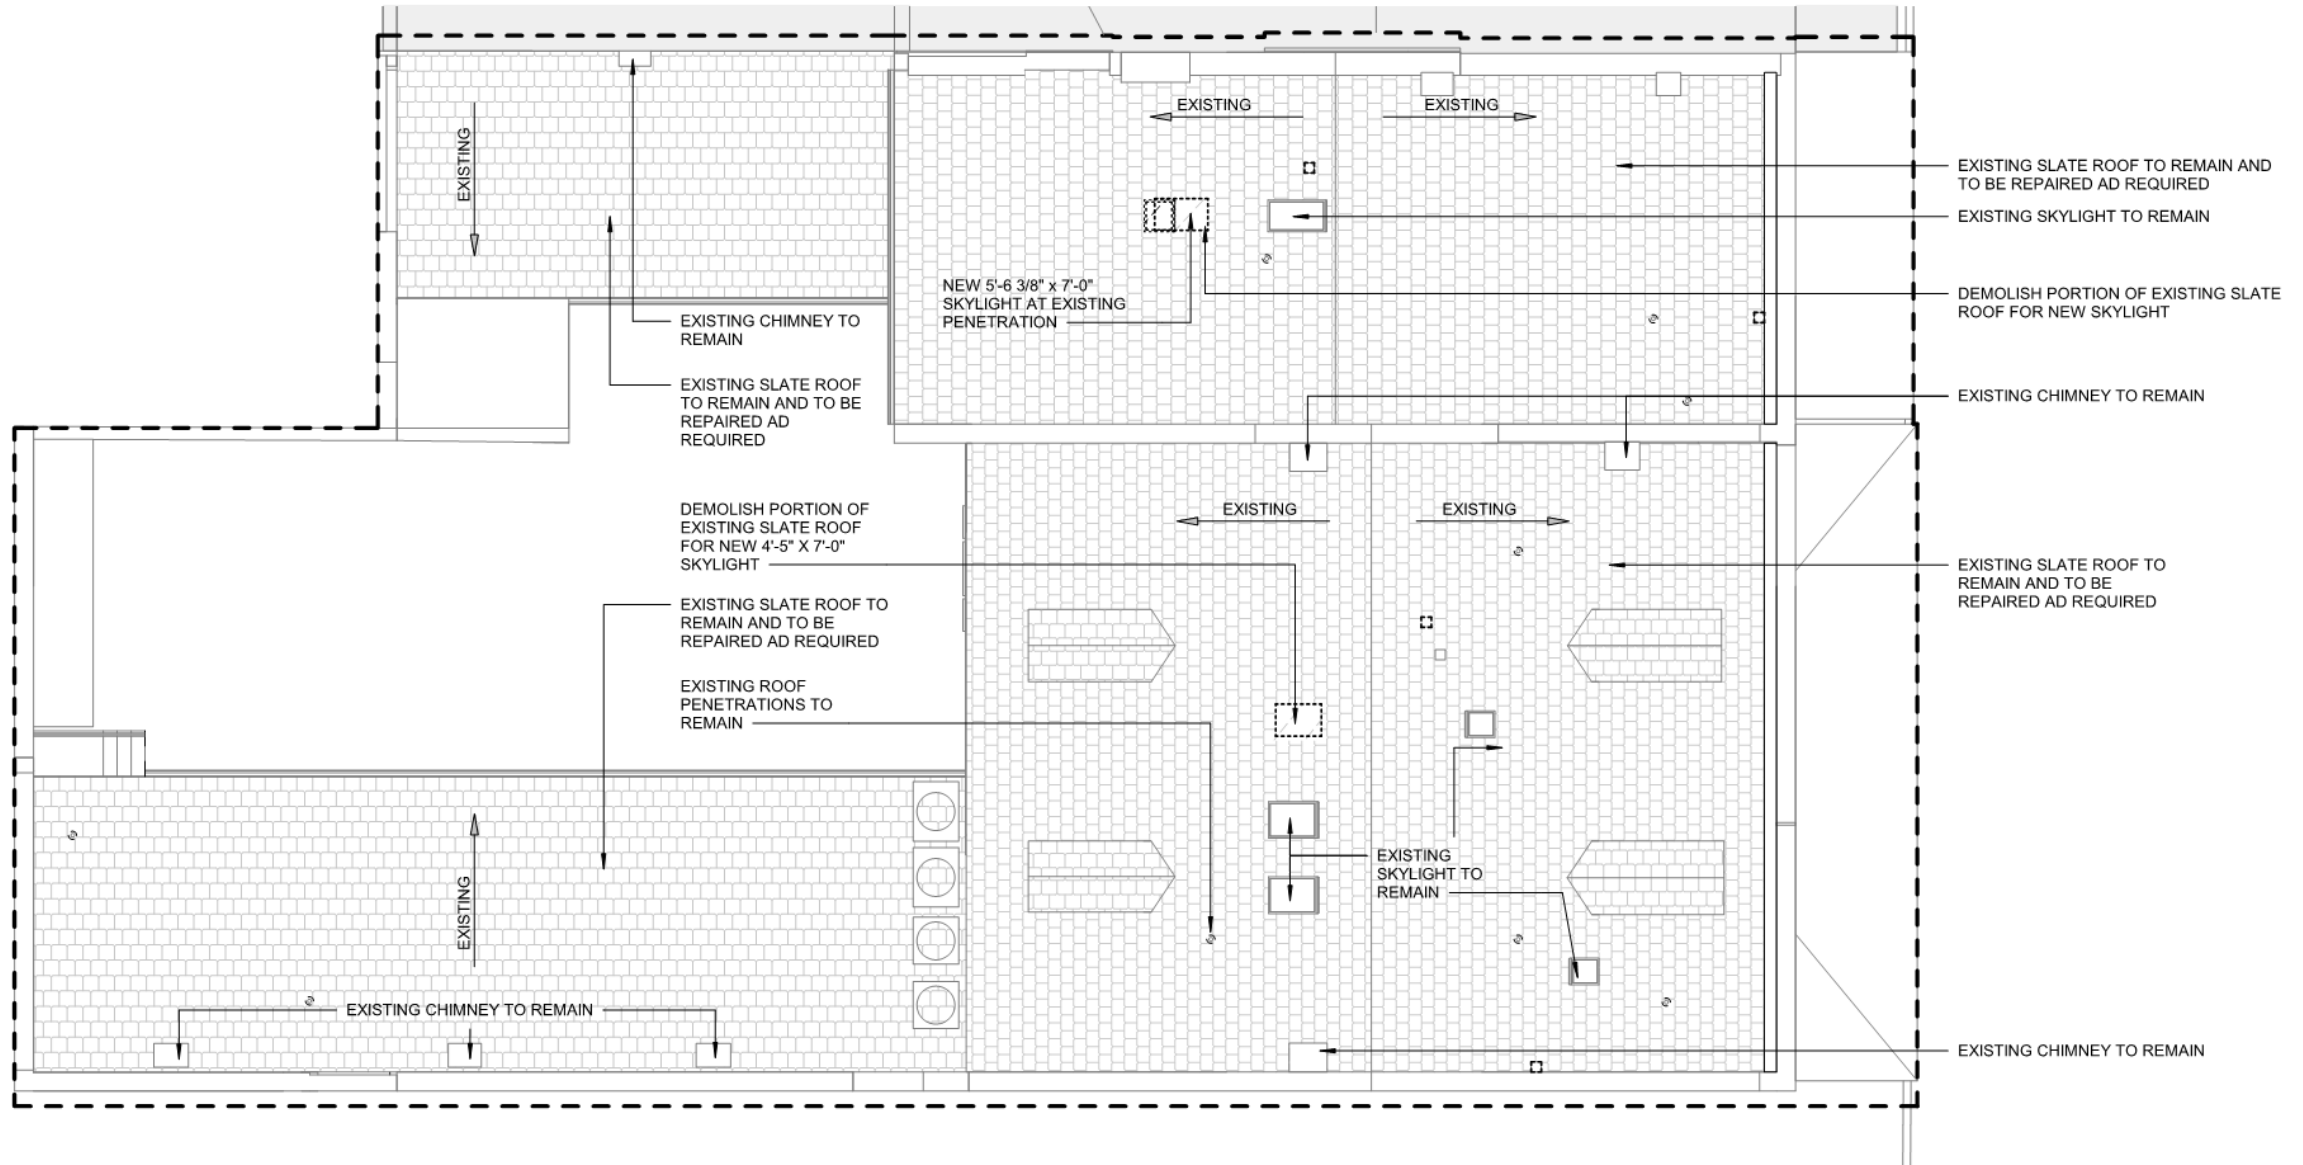 EXISTING
EXISTING
EXISTING
EXISTING SLATE ROOF TO REMAIN AND
TO BE REPAIRED AD REQUIRED
EXISTING SKYLIGHT TO REMAIN
NEW 5'-6 3/8" x 7'-0"
SKYLIGHT AT EXISTING
PENETRATION
DEMOLISH PORTION OF EXISTING SLATE
ROOF FOR NEW SKYLIGHT
EXISTING CHIMNEY TO
REMAIN
EXISTING SLATE ROOF
TO REMAIN AND TO BE
REPAIRED AD
REQUIRED
EXISTING CHIMNEY TO REMAIN
DEMOLISH PORTION OF
EXISTING SLATE ROOF
FOR NEW 4'-5" X 7'-0"
SKYLIGHT
EXISTING
EXISTING
EXISTING SLATE ROOF TO
REMAIN AND TO BE
REPAIRED AD REQUIRED
EXISTING SLATE ROOF TO
REMAIN AND TO BE
REPAIRED AD REQUIRED
EXISTING ROOF
PENETRATIONS TO
REMAIN
EXISTING
SKYLIGHT TO
REMAIN
EXISTING
EXISTING CHIMNEY TO REMAIN
EXISTING CHIMNEY TO REMAIN